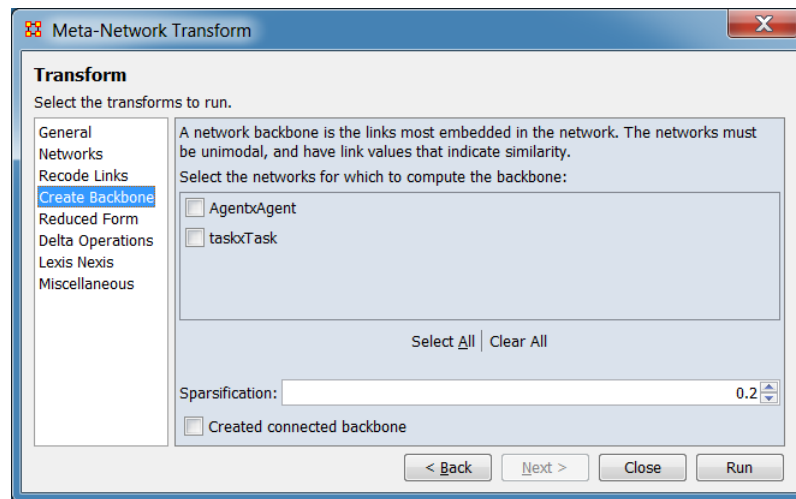 Meta-Network Transform
Transform
Select the transforms to run.
General
Networks
Recode Links
Create Backbone
Reduced Form
Delta Operations
Lexis Nexis
Miscellaneous
A network backbone is the links most embedded in the network. The networks must
be unimodal, and have link values that indicate similarity.
Select the networks for which to compute the backbone:
AgentxAgent
taskxTask
Select All | Clear All
Sparsification: 0.2
Created connected backbone
< Back Next > Close Run